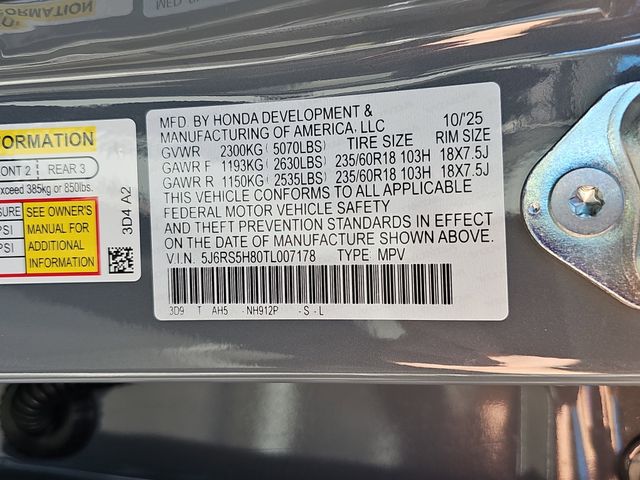 FORMATION
MFD. BY HONDA DEVELOPMENT &
MANUFACTURING OF AMERICA, LLC 10/'25
GVWR 2300KG (5070LBS) TIRE SIZE RIM SIZE
GAWR F 1193KG (2630LBS) 235/60R18 103H 18X7.5J
GAWR R 1150KG (2535LBS) 235/60R18 103H 18X7.5J
THIS VEHICLE CONFORMS TO ALL APPLICABLE
FEDERAL MOTOR VEHICLE SAFETY
AND THEFT PREVENTION STANDARDS IN EFFECT
ON THE DATE OF MANUFACTURE SHOWN ABOVE.
V.I.N. 5J6RS5H80TL007178 TYPE: MPV
3D9 T AH5 NH912P - S - L
FORMATION
ONT 2 REAR 3
exceed 385kg or 850lbs.
SURE
PSI
PSI
SEE OWNER'S
MANUAL FOR
ADDITIONAL
INFORMATION
3D4 A2